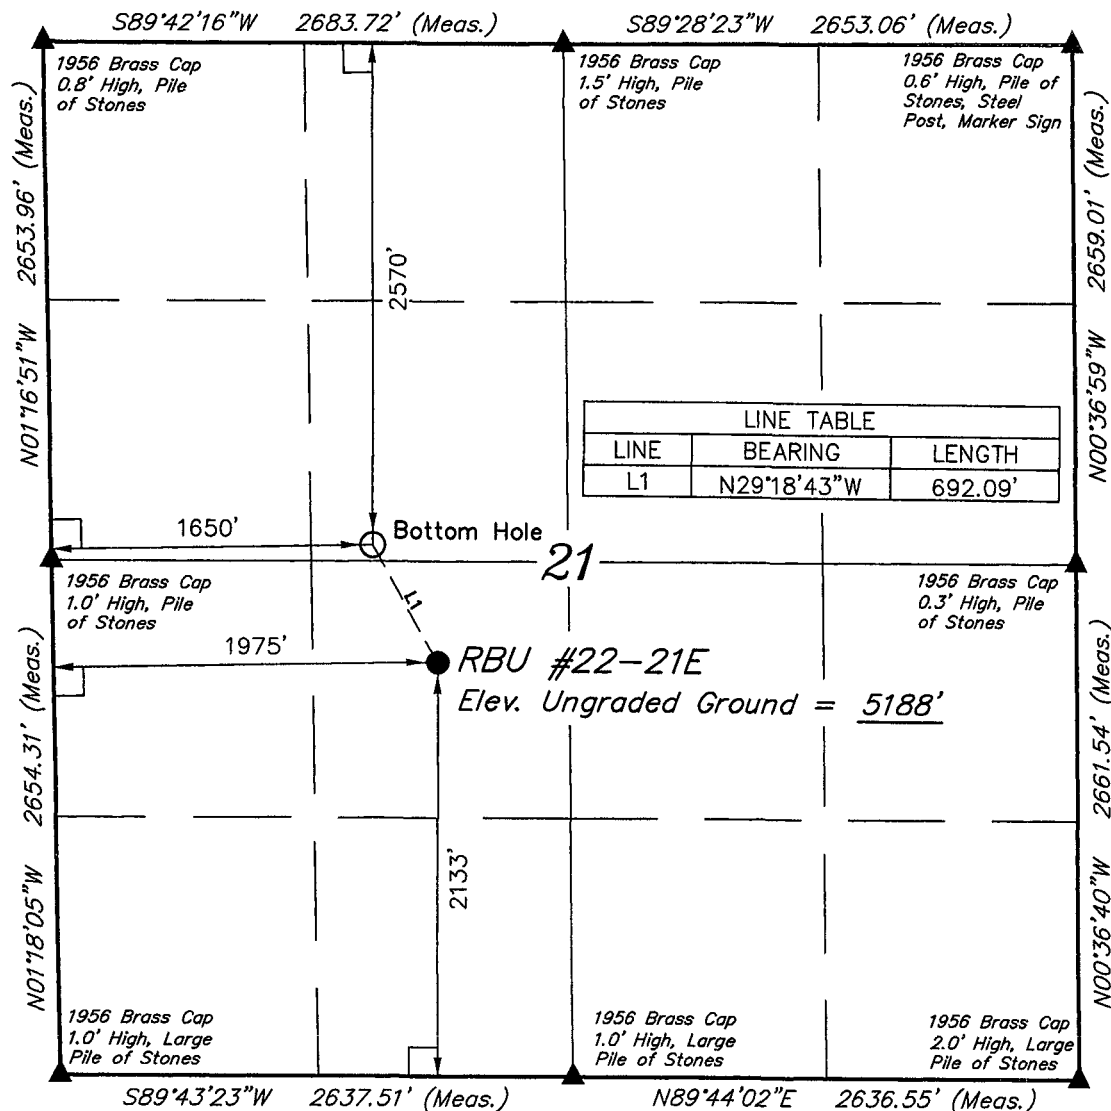 S89°42'16"W 2683.72' (Meas.)
S89°28'23"W 2653.06' (Meas.)
1956 Brass Cap
0.8' High, Pile
of Stones
1956 Brass Cap
1.5' High, Pile
of Stones
1956 Brass Cap
0.6' High, Pile of
Stones, Steel
Post, Marker Sign
N01°16'51"W 2653.96' (Meas.)
N00°36'59"W 2659.01' (Meas.)
2570'
LINE TABLE
LINE BEARING LENGTH
L1 N29°18'43"W 692.09'
1650'
Bottom Hole
21
1956 Brass Cap
1.0' High, Pile
of Stones
1956 Brass Cap
0.3' High, Pile
of Stones
L1
1975'
RBU #22-21E
Elev. Ungraded Ground = 5188'
N01°18'05"W 2654.31' (Meas.)
N00°36'40"W 2661.54' (Meas.)
2133'
1956 Brass Cap
1.0' High, Large
Pile of Stones
1956 Brass Cap
1.0' High, Large
Pile of Stones
1956 Brass Cap
2.0' High, Large
Pile of Stones
S89°43'23"W 2637.51' (Meas.)
N89°44'02"E 2636.55' (Meas.)